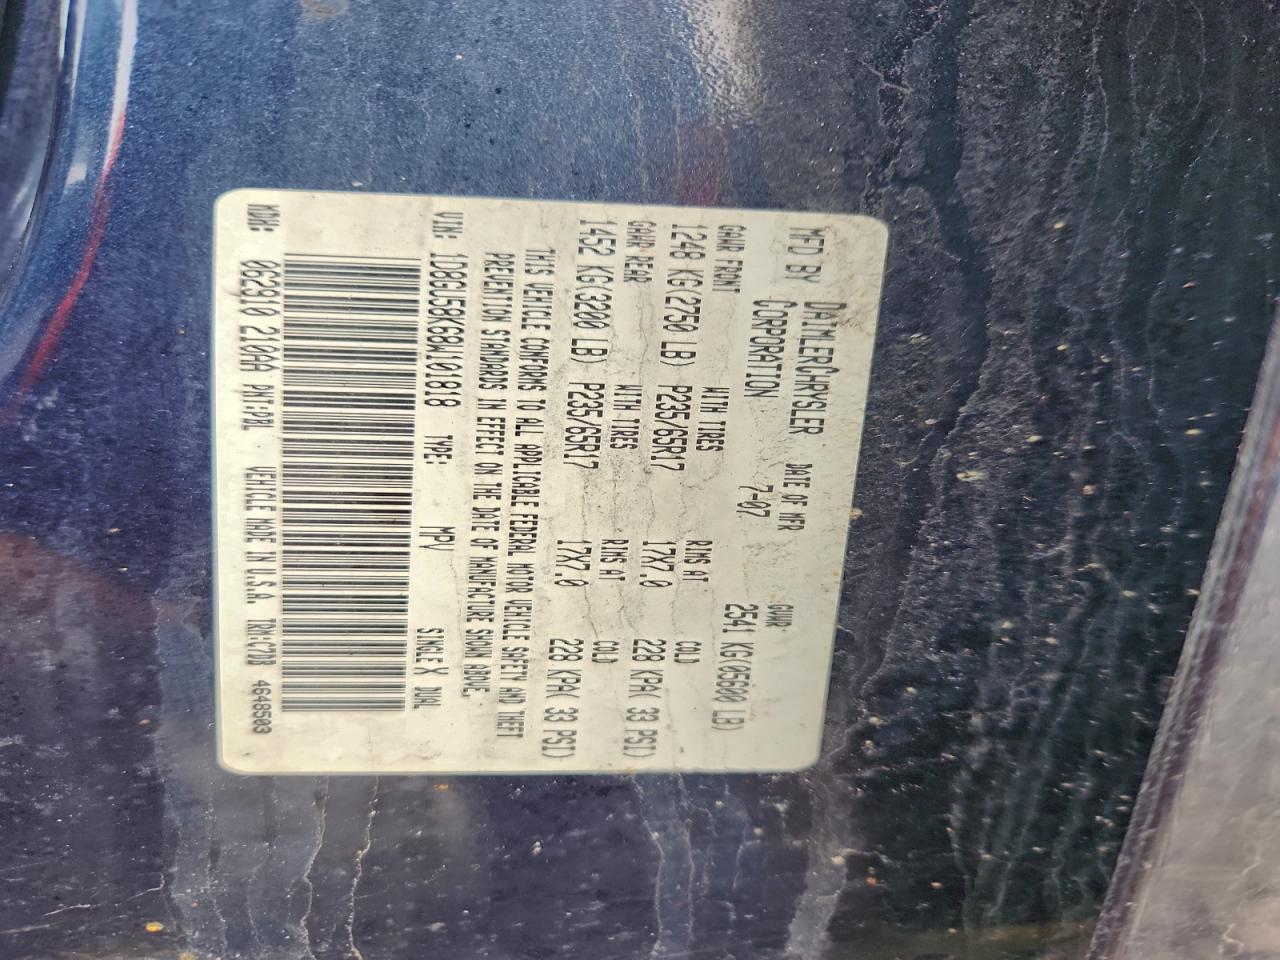 MFD BY DAIMLERCHRYSLER DATE OF MFR GVWR
CORPORATION 7-07 2541 KG(05600 LB)
GAWR FRONT WITH TIRES RIMS AT COLD
1248 KG(2750 LB) P235/65R17 17X7.0 228 KPA( 33 PSI)
GAWR REAR WITH TIRES RIMS AT COLD
1452 KG(3200 LB) P235/65R17 17X7.0 228 KPA( 33 PSI)
THIS VEHICLE CONFORMS TO ALL APPLICABLE FEDERAL MOTOR VEHICLE SAFETY AND THEFT
PREVENTION STANDARDS IN EFFECT ON THE DATE OF MANUFACTURE SHOWN ABOVE.
VIN: 1D8GU58K68W101818 TYPE: MPV SINGLE X DUAL
MDH: 062910 210AA PNT:PBL VEHICLE MADE IN U.S.A. TRM:C7DB 4648503